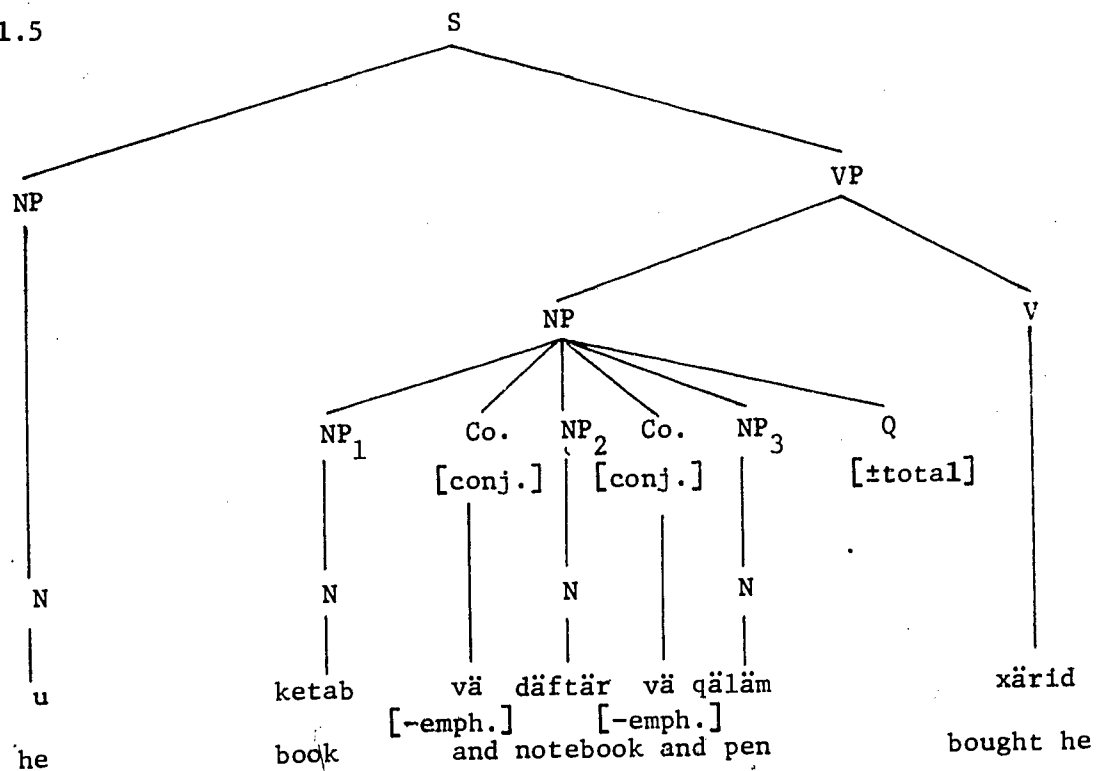 1.5
S
NP VP
NP V
NP1 Co. NP2 Co. NP3 Q
[conj.] [conj.] [±total]
N N N N
u ketab vä däftär vä qäläm xärid
[-emph.] [-emph.]
he book and notebook and pen bought he